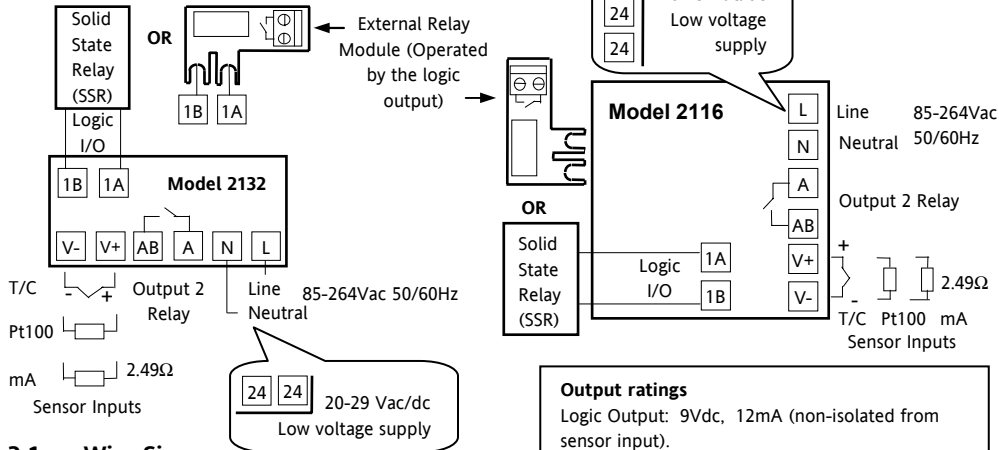 Solid
State
Relay
(SSR)
OR
External Relay
Module (Operated
by the logic
output)
1B 1A
Logic
I/O
1B 1A
Model 2132
V- V+ AB A N L
T/C - +
Output 2
Relay
Line
Neutral
85-264Vac 50/60Hz
Pt100
mA
2.49Ω
Sensor Inputs
24 24
20-29 Vac/dc
Low voltage supply
24
24
Low voltage
supply
Model 2116
L
N
A
AB
V+
V-
Line
Neutral
85-264Vac
50/60Hz
Output 2 Relay
OR
Solid
State
Relay
(SSR)
Logic
I/O
1A
1B
+
-
2.49Ω
T/C Pt100 mA
Sensor Inputs
Output ratings
Logic Output: 9Vdc, 12mA (non-isolated from
sensor input).